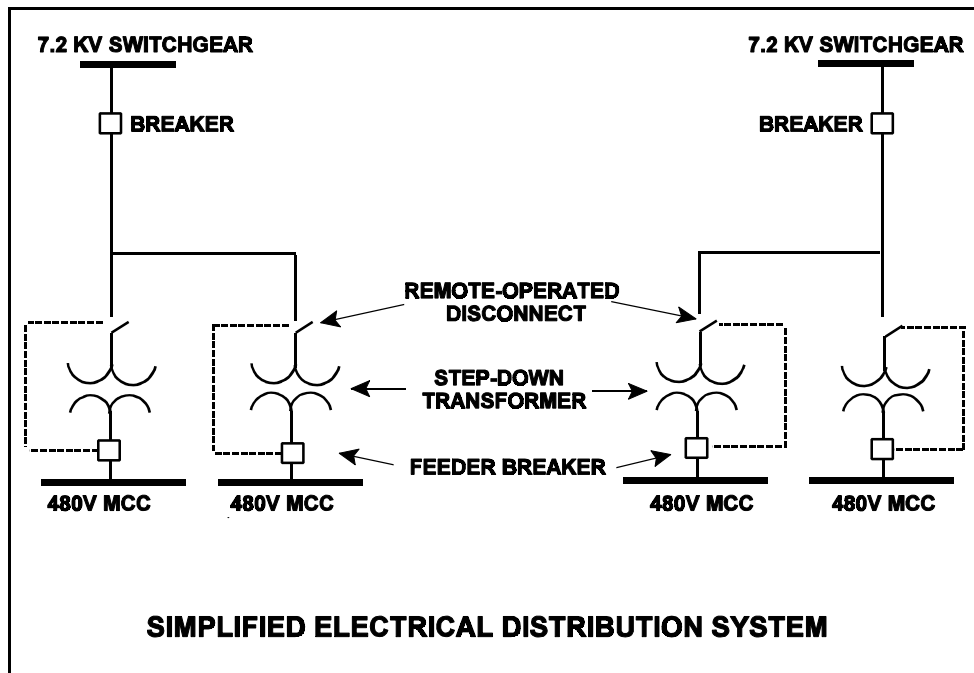 7.2 KV SWITCHGEAR
7.2 KV SWITCHGEAR
BREAKER
BREAKER
REMOTE-OPERATED
DISCONNECT
STEP-DOWN
TRANSFORMER
FEEDER BREAKER
480V MCC
480V MCC
480V MCC
480V MCC
SIMPLIFIED ELECTRICAL DISTRIBUTION SYSTEM